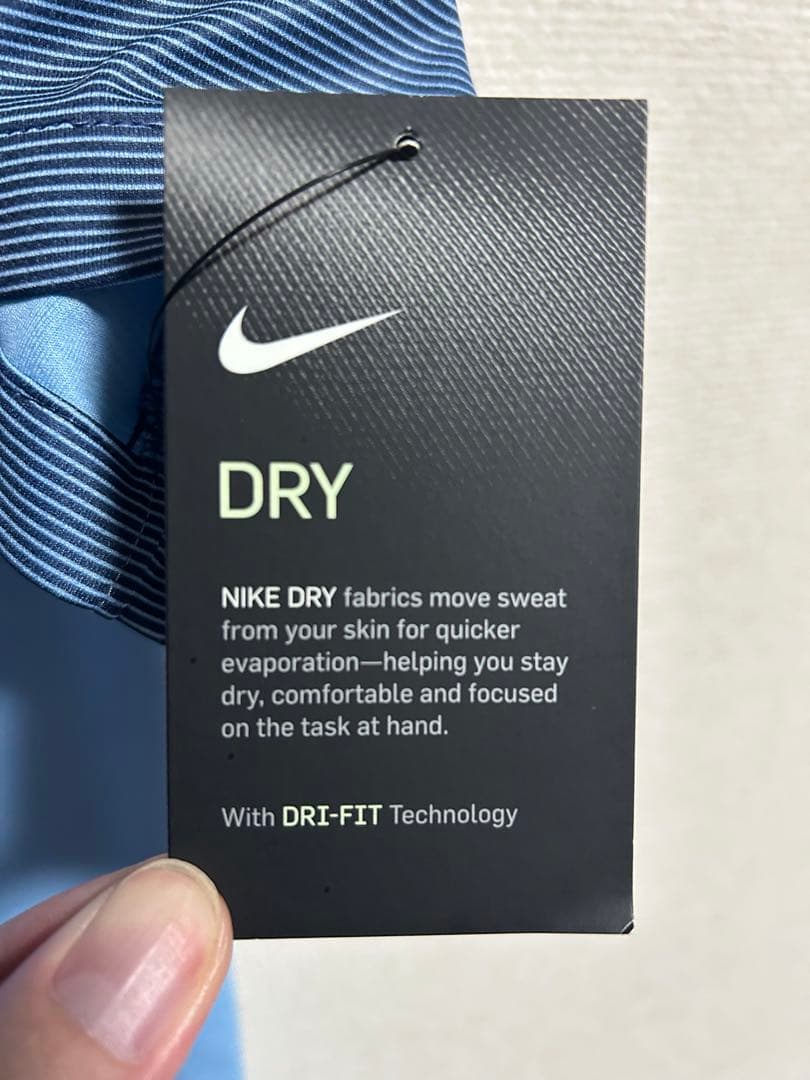 DRY
NIKE DRY fabrics move sweat
from your skin for quicker
evaporation—helping you stay
dry, comfortable and focused
on the task at hand.
With DRI-FIT Technology